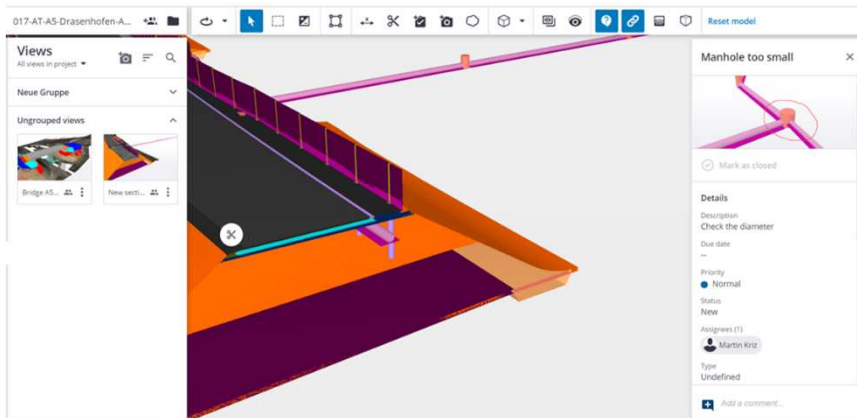 017-AT-A5-Drasenhofen-A...
Reset model
Views
All views in project
Neue Gruppe
Ungrouped views
Bridge A5...
New secti...
Manhole too small
Mark as closed
Details
Description
Check the diameter
Due date
--
Priority
Normal
Status
New
Assignees (1)
Martin Kriz
Type
Undefined
Add a comment...